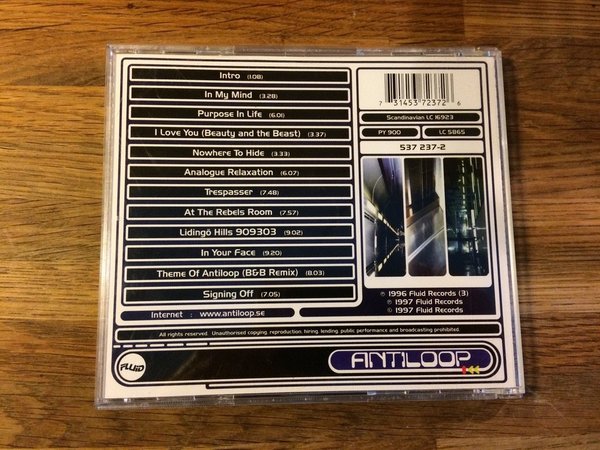 Intro (1.08)
In My Mind (3.28)
Purpose In Life (6.01)
I Love You (Beauty and the Beast) (3.37)
Nowhere To Hide (3.33)
Analogue Relaxation (6.07)
Trespasser (7.48)
At The Rebels Room (7.57)
Lidingö Hills 909303 (9.02)
In Your Face (9.20)
Theme Of Antiloop (B&B Remix) (8.03)
Signing Off (7.05)
Internet : www.antiloop.se
7 31453 72372 6
Scandinavian LC 16923
PY 900
LC 5865
537 237-2
℗ 1996 Fluid Records (3)
℗ 1997 Fluid Records
© 1997 Fluid Records
All rights reserved. Unauthorised copying, reproduction, hiring, lending, public performance and broadcasting prohibited.
FLUID
ANTILOOP